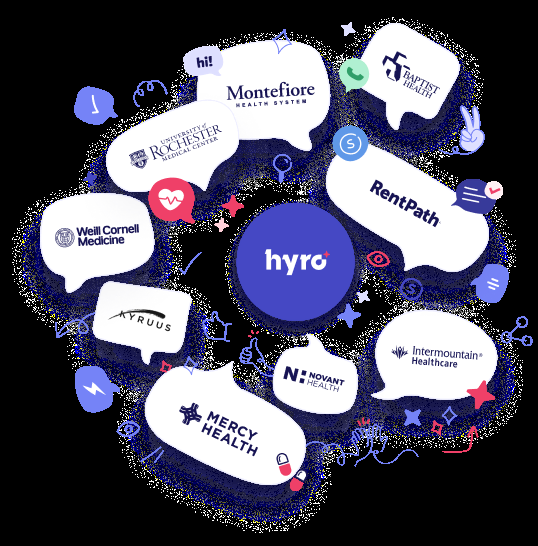 hi!
Montefiore
HEALTH SYSTEM
BAPTIST
HEALTH
UNIVERSITY of
ROCHESTER
MEDICAL CENTER
RentPath
Weill Cornell
Medicine
hyro
KYRUUS
Intermountain®
Healthcare
N:
NOVANT
HEALTH
MERCY
HEALTH
S
S